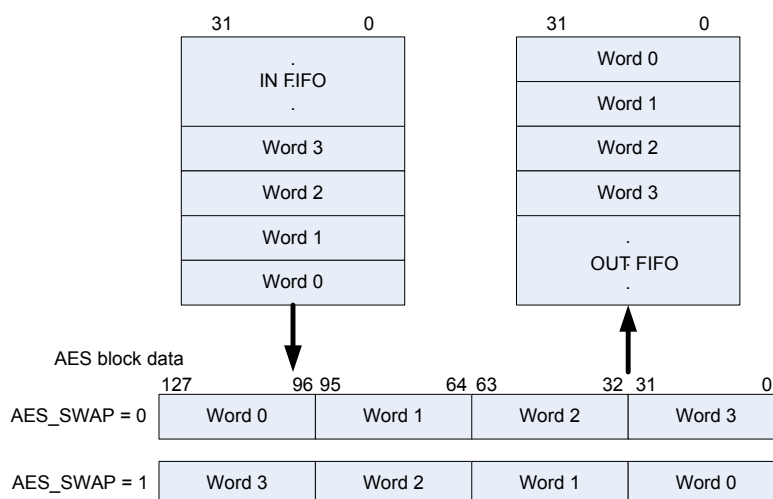 31 0 31 0
. Word 0
IN FIFO Word 1
.
Word 3 Word 2
Word 2 Word 3
Word 1 .
OUT FIFO
Word 0 .
AES block data
127 96 95 64 63 32 31 0
AES_SWAP = 0 Word 0 Word 1 Word 2 Word 3
AES_SWAP = 1 Word 3 Word 2 Word 1 Word 0